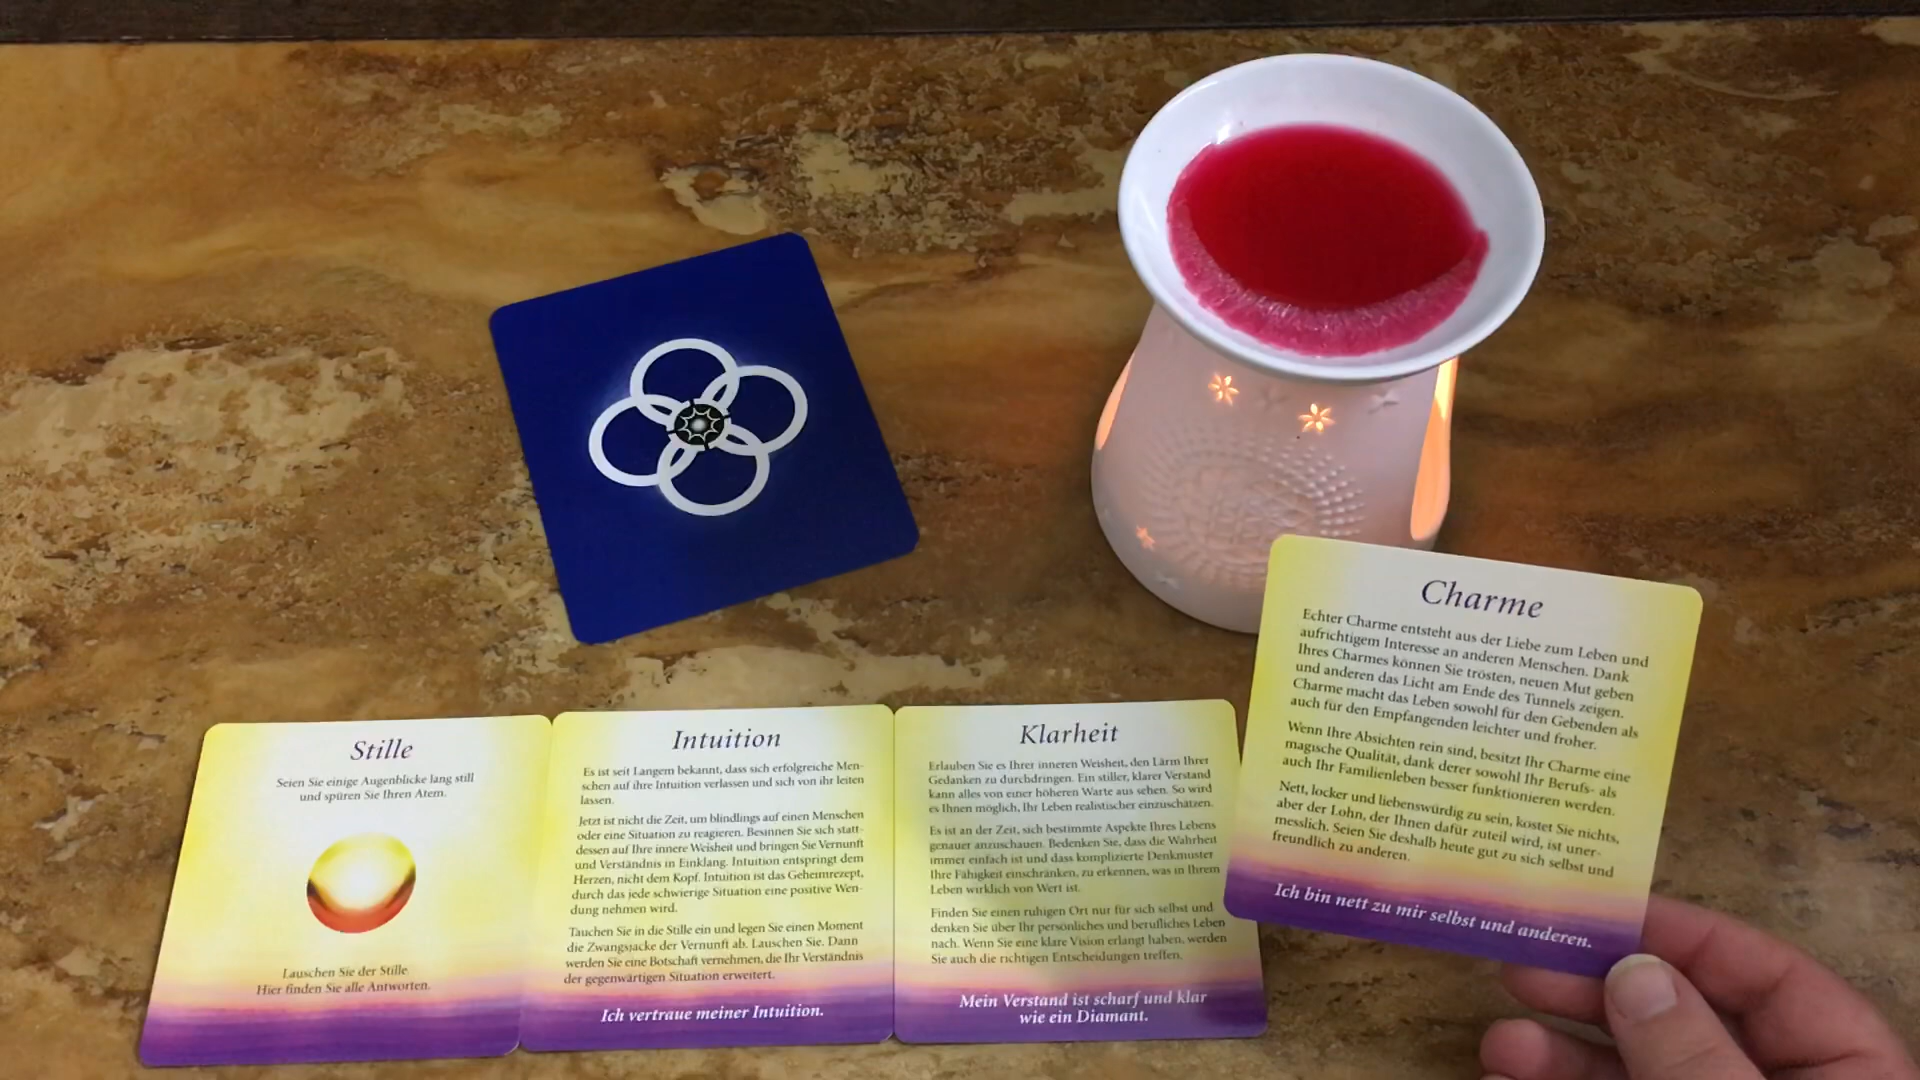 Stille
Seien Sie einige Augenblicke lang still
und spüren Sie Ihren Atem.
Lauschen Sie der Stille.
Hier finden Sie alle Antworten.
Intuition
Es ist seit Langem bekannt, dass sich erfolgreiche Men-
schen auf ihre Intuition verlassen und sich von ihr leiten
lassen.
Jetzt ist nicht die Zeit, um blindlings auf einen Menschen
oder eine Situation zu reagieren. Besinnen Sie sich statt-
dessen auf Ihre innere Weisheit und bringen Sie Vernunft
und Verständnis in Einklang. Intuition entspringt dem
Herzen, nicht dem Kopf. Intuition ist das Geheimrezept,
durch das jede schwierige Situation eine positive Wen-
dung nehmen wird.
Tauchen Sie in die Stille ein und legen Sie einen Moment
die Zwangsjacke der Vernunft ab. Lauschen Sie. Dann
werden Sie eine Botschaft vernehmen, die Ihr Verständnis
der gegenwärtigen Situation erweitert.
Ich vertraue meiner Intuition.
Klarheit
Erlauben Sie es Ihrer inneren Weisheit, den Lärm Ihrer
Gedanken zu durchdringen. Ein stiller, klarer Verstand
kann alles von einer höheren Warte aus sehen. So wird
es Ihnen möglich, Ihr Leben realistischer einzuschätzen.
Es ist an der Zeit, sich bestimmte Aspekte Ihres Lebens
genauer anzuschauen. Bedenken Sie, dass die Wahrheit
immer einfach ist und dass komplizierte Denkmuster
Ihre Fähigkeit einschränken, zu erkennen, was in Ihrem
Leben wirklich von Wert ist.
Finden Sie einen ruhigen Ort nur für sich selbst und
denken Sie über Ihr persönliches und berufliches Leben
nach. Wenn Sie eine klare Vision erlangt haben, werden
Sie auch die richtigen Entscheidungen treffen.
Mein Verstand ist scharf und klar
wie ein Diamant.
Charme
Echter Charme entsteht aus der Liebe zum Leben und
aufrichtigem Interesse an anderen Menschen. Dank
Ihres Charmes können Sie trösten, neuen Mut geben
und anderen das Licht am Ende des Tunnels zeigen.
Charme macht das Leben sowohl für den Gebenden als
auch für den Empfangenden leichter und froher.
Wenn Ihre Absichten rein sind, besitzt Ihr Charme eine
magische Qualität, dank derer sowohl Ihr Berufs- als
auch Ihr Familienleben besser funktionieren werden.
Nett, locker und liebenswürdig zu sein, kostet Sie nichts,
aber der Lohn, der Ihnen dafür zuteil wird, ist uner-
messlich. Seien Sie deshalb heute gut zu sich selbst und
freundlich zu anderen.
Ich bin nett zu mir selbst und anderen.